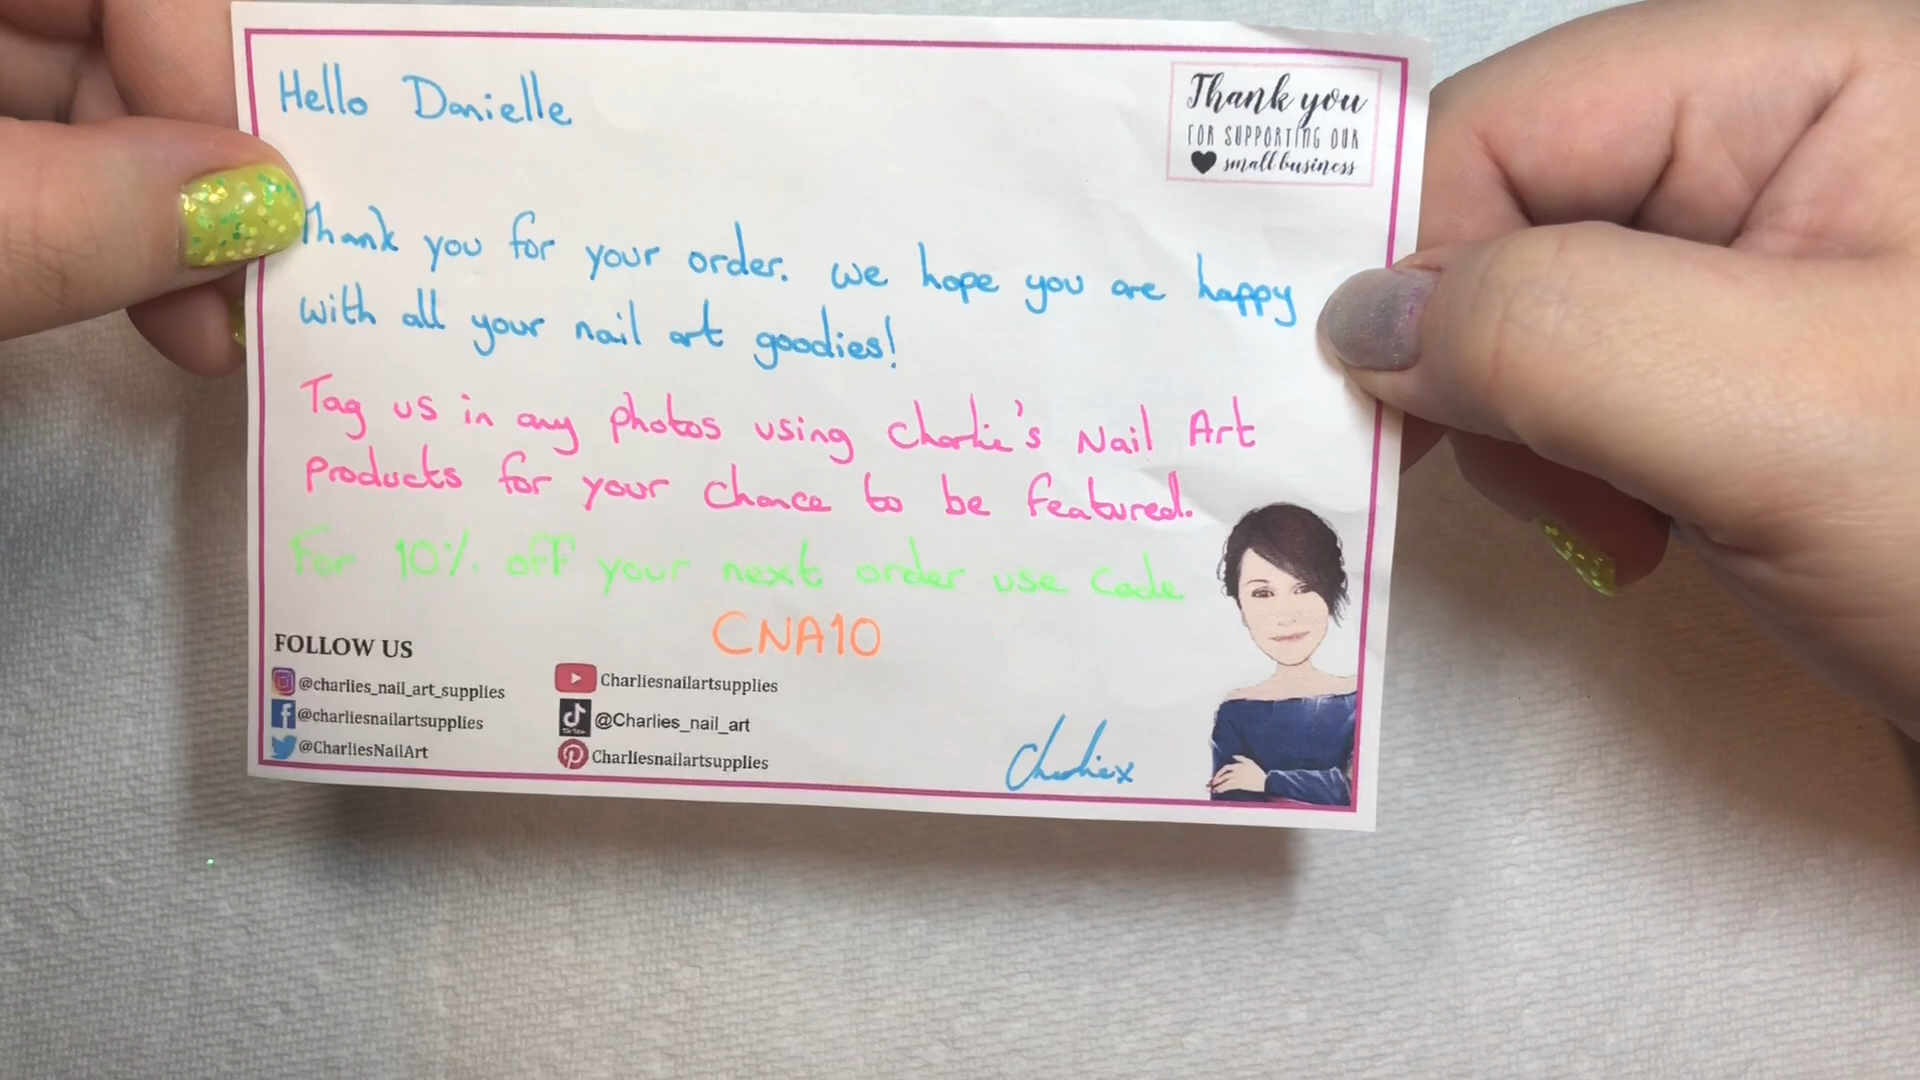 Hello Danielle
Thank you
FOR SUPPORTING OUR
small business
Thank you for your order. We hope you are happy
with all your nail art goodies!
Tag us in any photos using Charlie's Nail Art
products for your chance to be featured.
For 10% off your next order use code
CNA10
FOLLOW US
@charlies_nail_art_supplies
@charliesnailartsupplies
@CharliesNailArt
Charliesnailartsupplies
@Charlies_nail_art
Charliesnailartsupplies
Charlie x